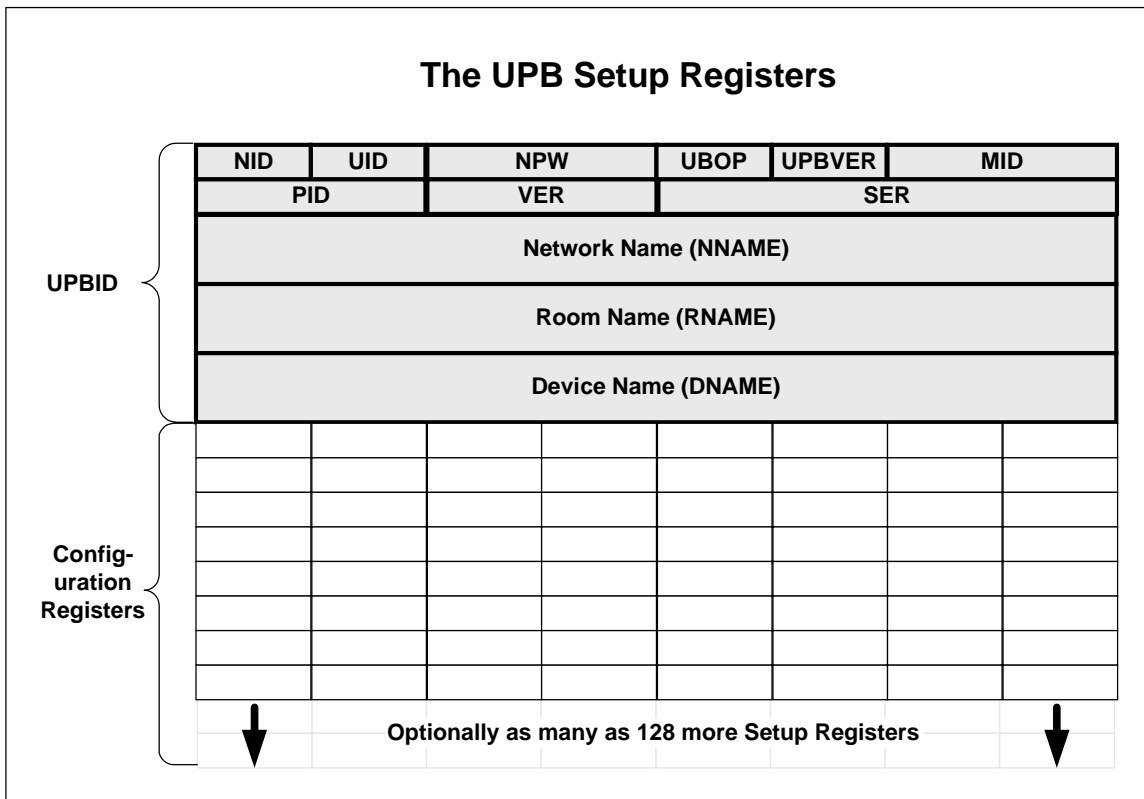 The UPB Setup Registers
NID UID NPW UBOP UPBVER MID
PID VER SER
Network Name (NNAME)
UPBID
Room Name (RNAME)
Device Name (DNAME)
Config-
uration
Registers
Optionally as many as 128 more Setup Registers